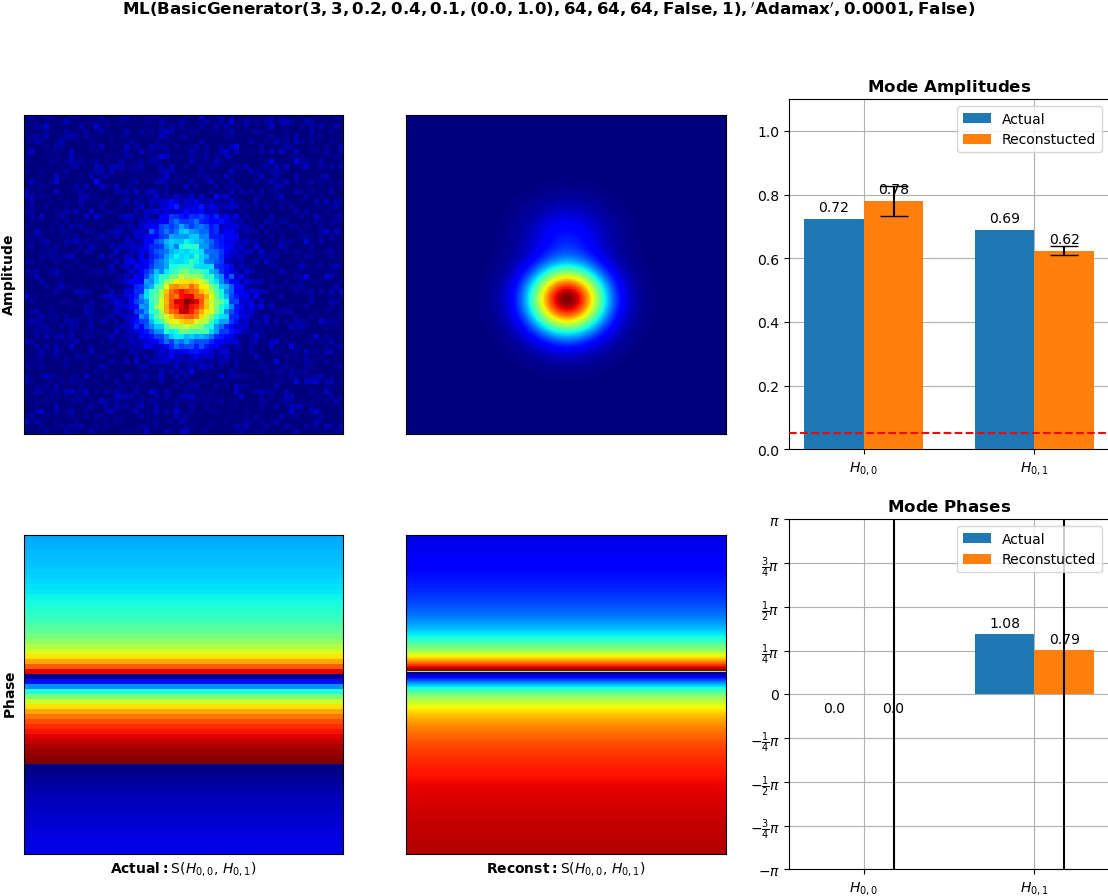 ML(BasicGenerator(3, 3, 0.2, 0.4, 0.1, (0.0, 1.0), 64, 64, 64, False, 1), ′Adamax′, 0.0001, False)
Amplitude
Mode Amplitudes
Actual
Reconstucted
1.0
0.8
0.6
0.4
0.2
0.0
0.72
0.78
0.69
0.62
H0,0
H0,1
Phase
Actual: S(H0,0, H0,1)
Reconst: S(H0,0, H0,1)
Mode Phases
Actual
Reconstucted
π
3/4π
1/2π
1/4π
0
−1/4π
−1/2π
−3/4π
−π
0.0
0.0
1.08
0.79
H0,0
H0,1